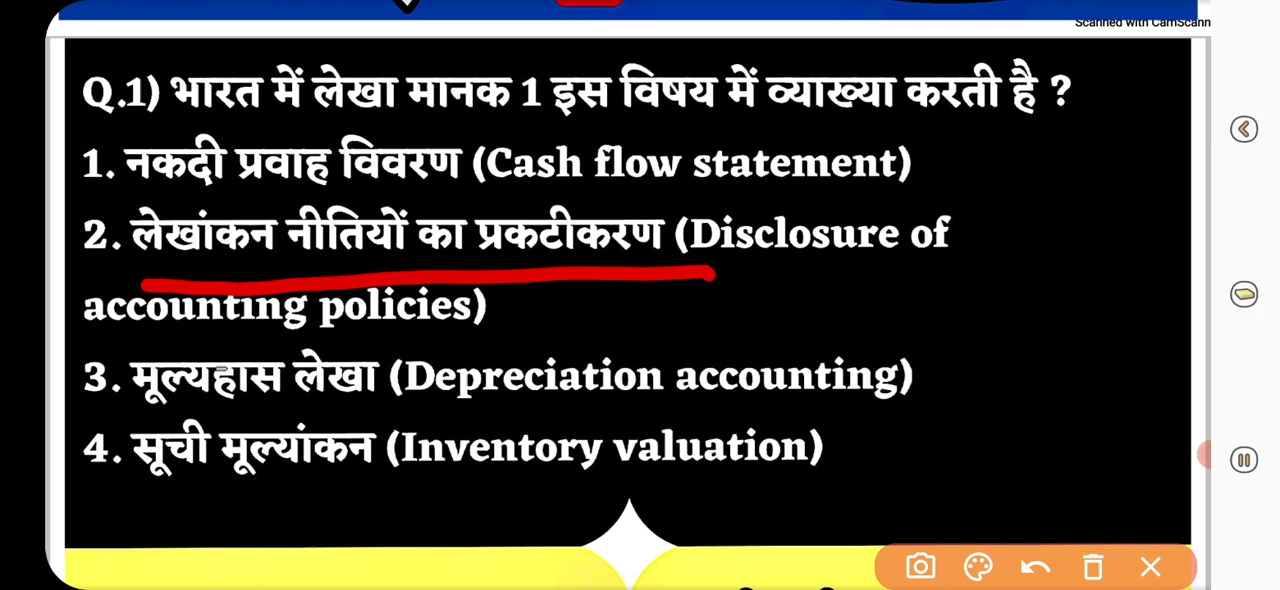 Scanned with CamScann
Q.1) भारत में लेखा मानक 1 इस विषय में व्याख्या करती है ?
1. नकदी प्रवाह विवरण (Cash flow statement)
2. लेखांकन नीतियों का प्रकटीकरण (Disclosure of
accounting policies)
3. मूल्यहास लेखा (Depreciation accounting)
4. सूची मूल्यांकन (Inventory valuation)